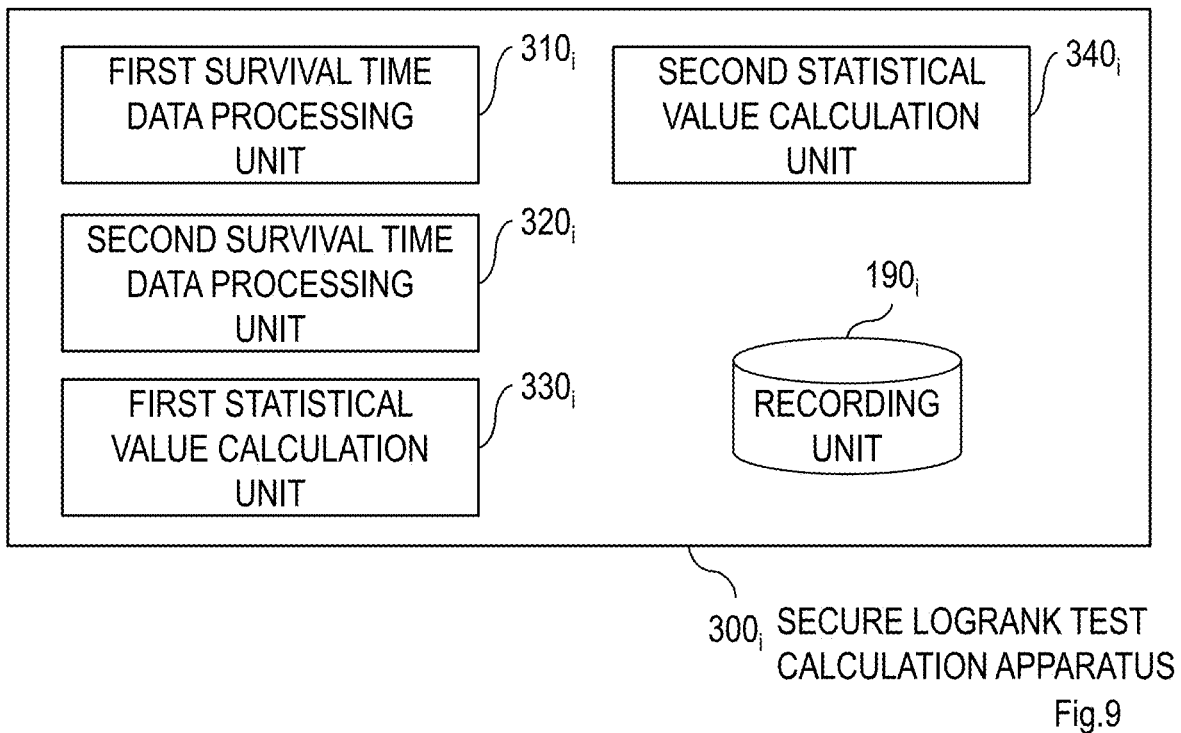 FIRST SURVIVAL TIME
DATA PROCESSING
UNIT
310i
SECOND STATISTICAL
VALUE CALCULATION
UNIT
340i
SECOND SURVIVAL TIME
DATA PROCESSING
UNIT
320i
FIRST STATISTICAL
VALUE CALCULATION
UNIT
330i
190i
RECORDING
UNIT
300i SECURE LOGRANK TEST
CALCULATION APPARATUS
Fig.9